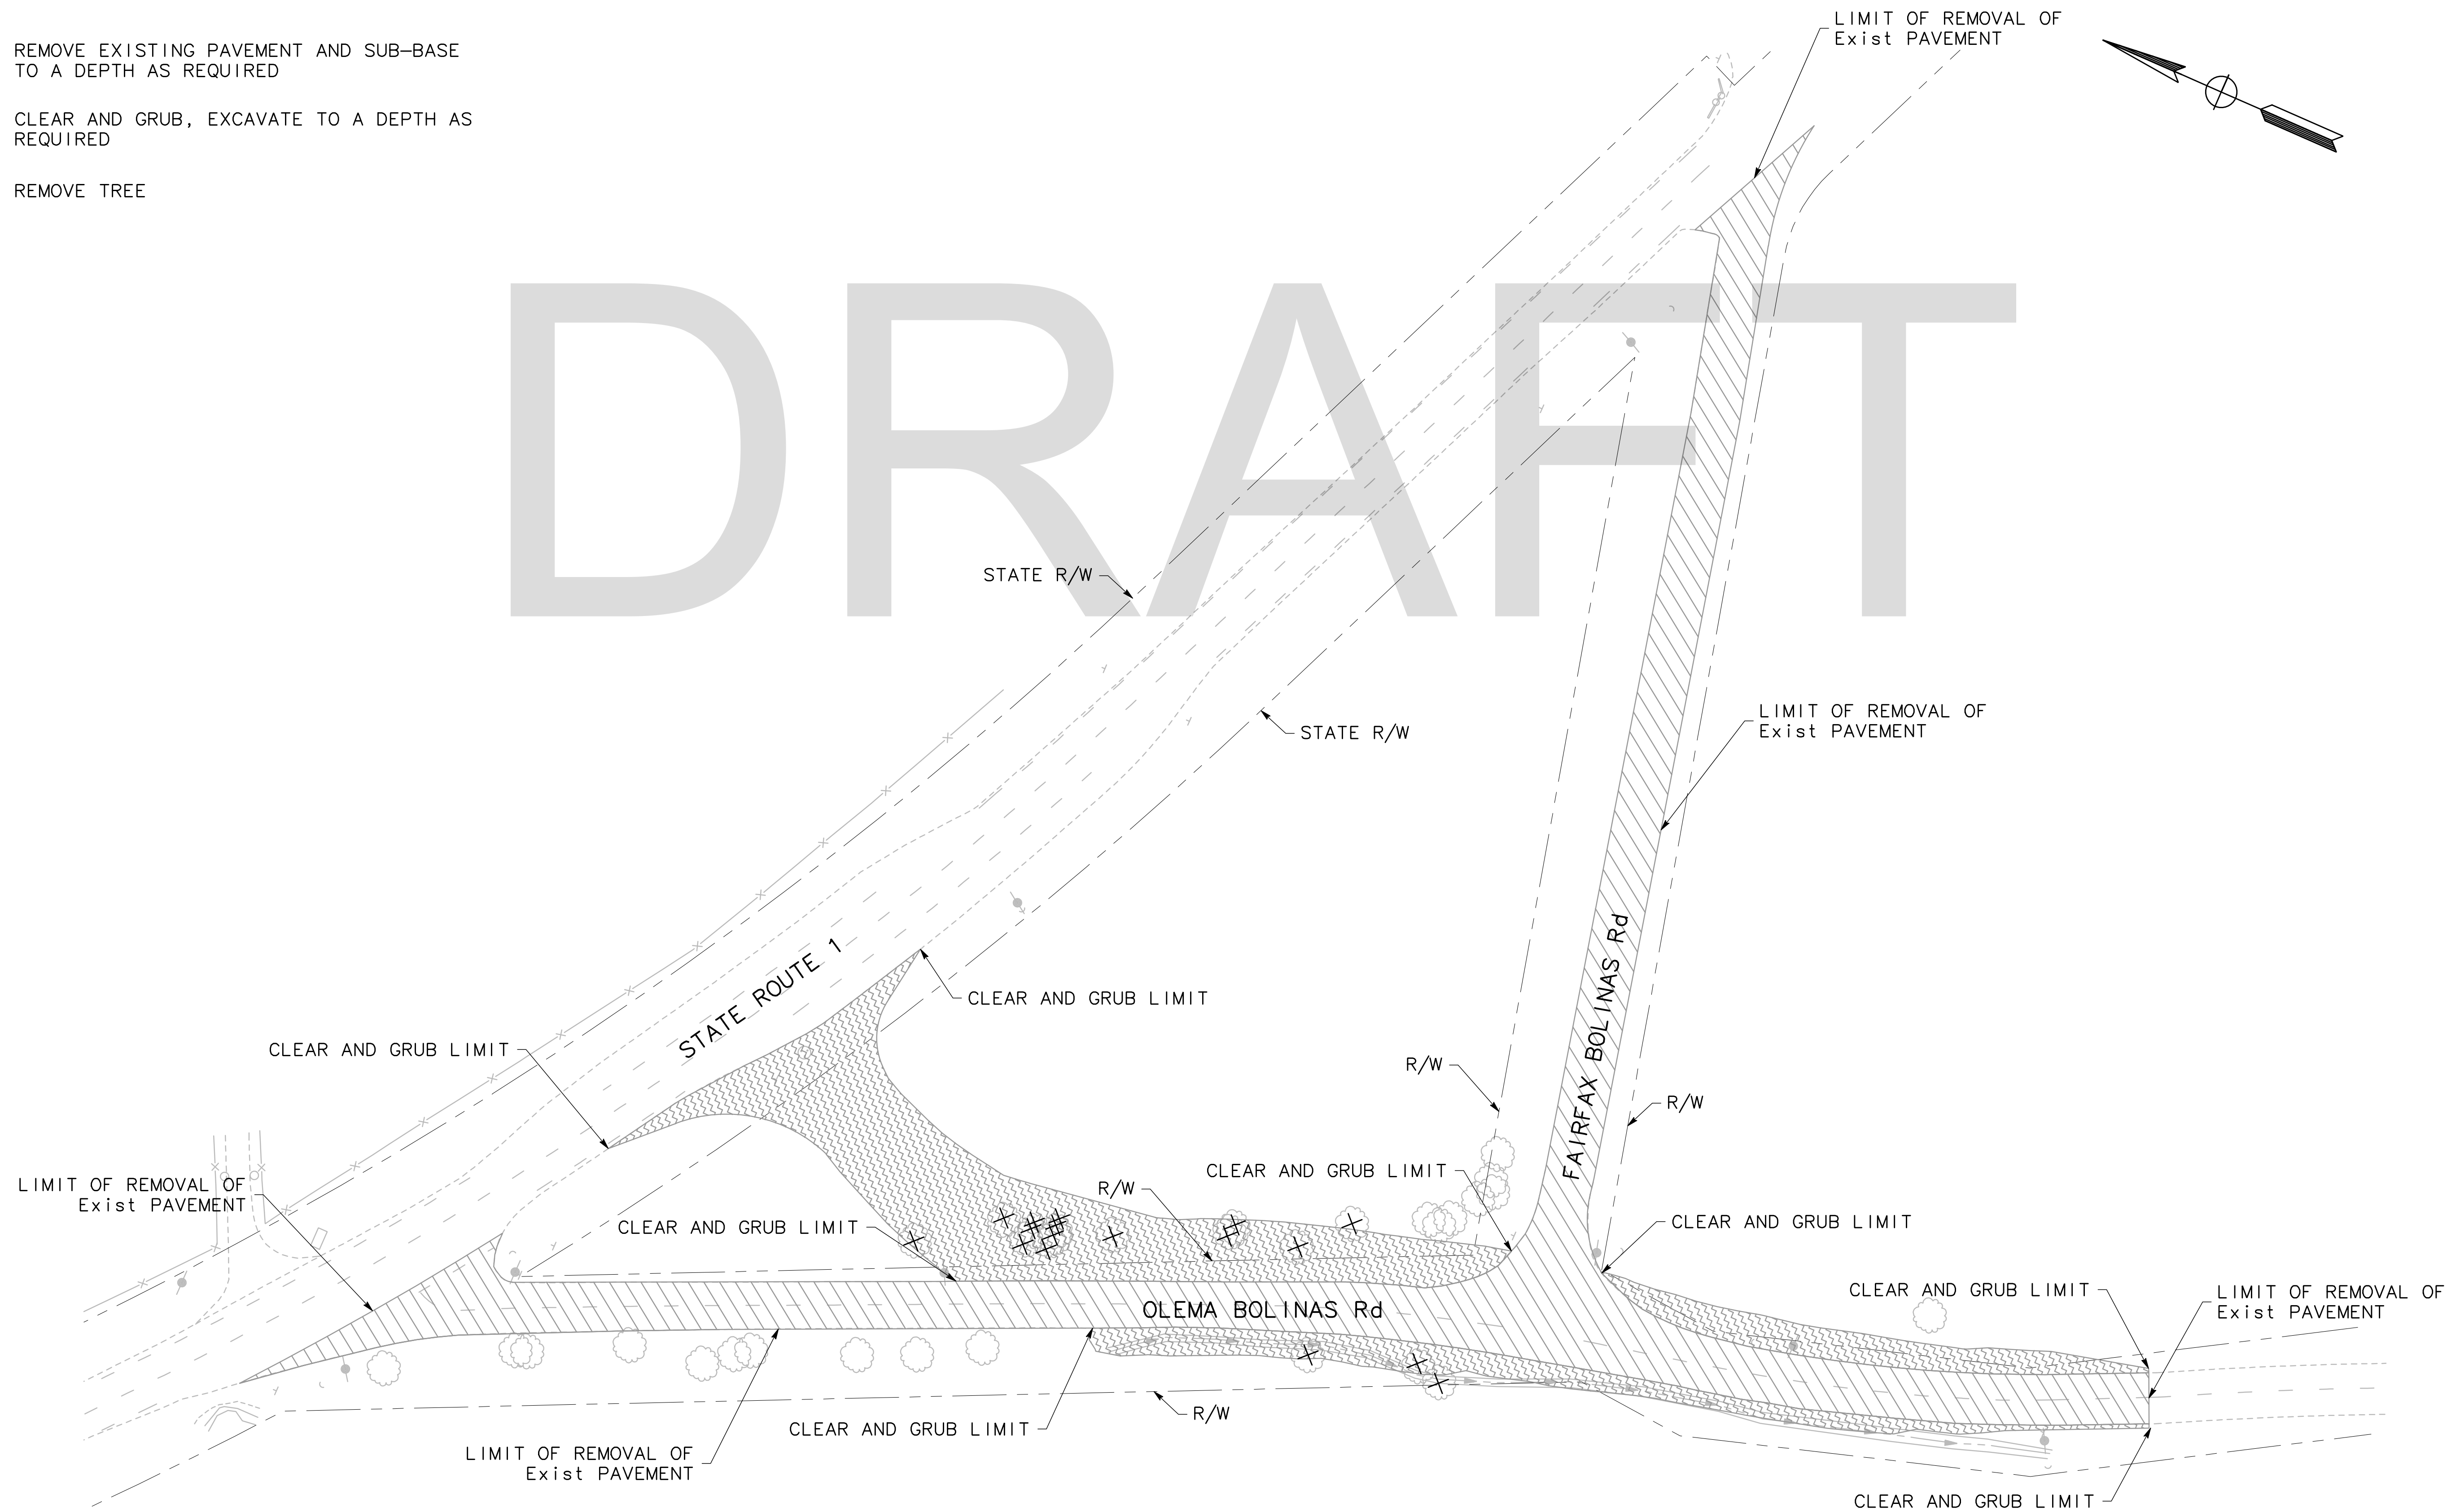 LIMIT OF REMOVAL OF
Exist PAVEMENT
REMOVE EXISTING PAVEMENT AND SUB-BASE
TO A DEPTH AS REQUIRED
CLEAR AND GRUB, EXCAVATE TO A DEPTH AS
REQUIRED
REMOVE TREE
DRAFT
STATE R/W
STATE R/W
LIMIT OF REMOVAL OF
Exist PAVEMENT
STATE ROUTE 1
FAIRFAX BOLINAS Rd
CLEAR AND GRUB LIMIT
CLEAR AND GRUB LIMIT
R/W
R/W
CLEAR AND GRUB LIMIT
LIMIT OF REMOVAL OF
Exist PAVEMENT
R/W
CLEAR AND GRUB LIMIT
CLEAR AND GRUB LIMIT
CLEAR AND GRUB LIMIT
LIMIT OF REMOVAL OF
Exist PAVEMENT
OLEMA BOLINAS Rd
R/W
CLEAR AND GRUB LIMIT
LIMIT OF REMOVAL OF
Exist PAVEMENT
CLEAR AND GRUB LIMIT